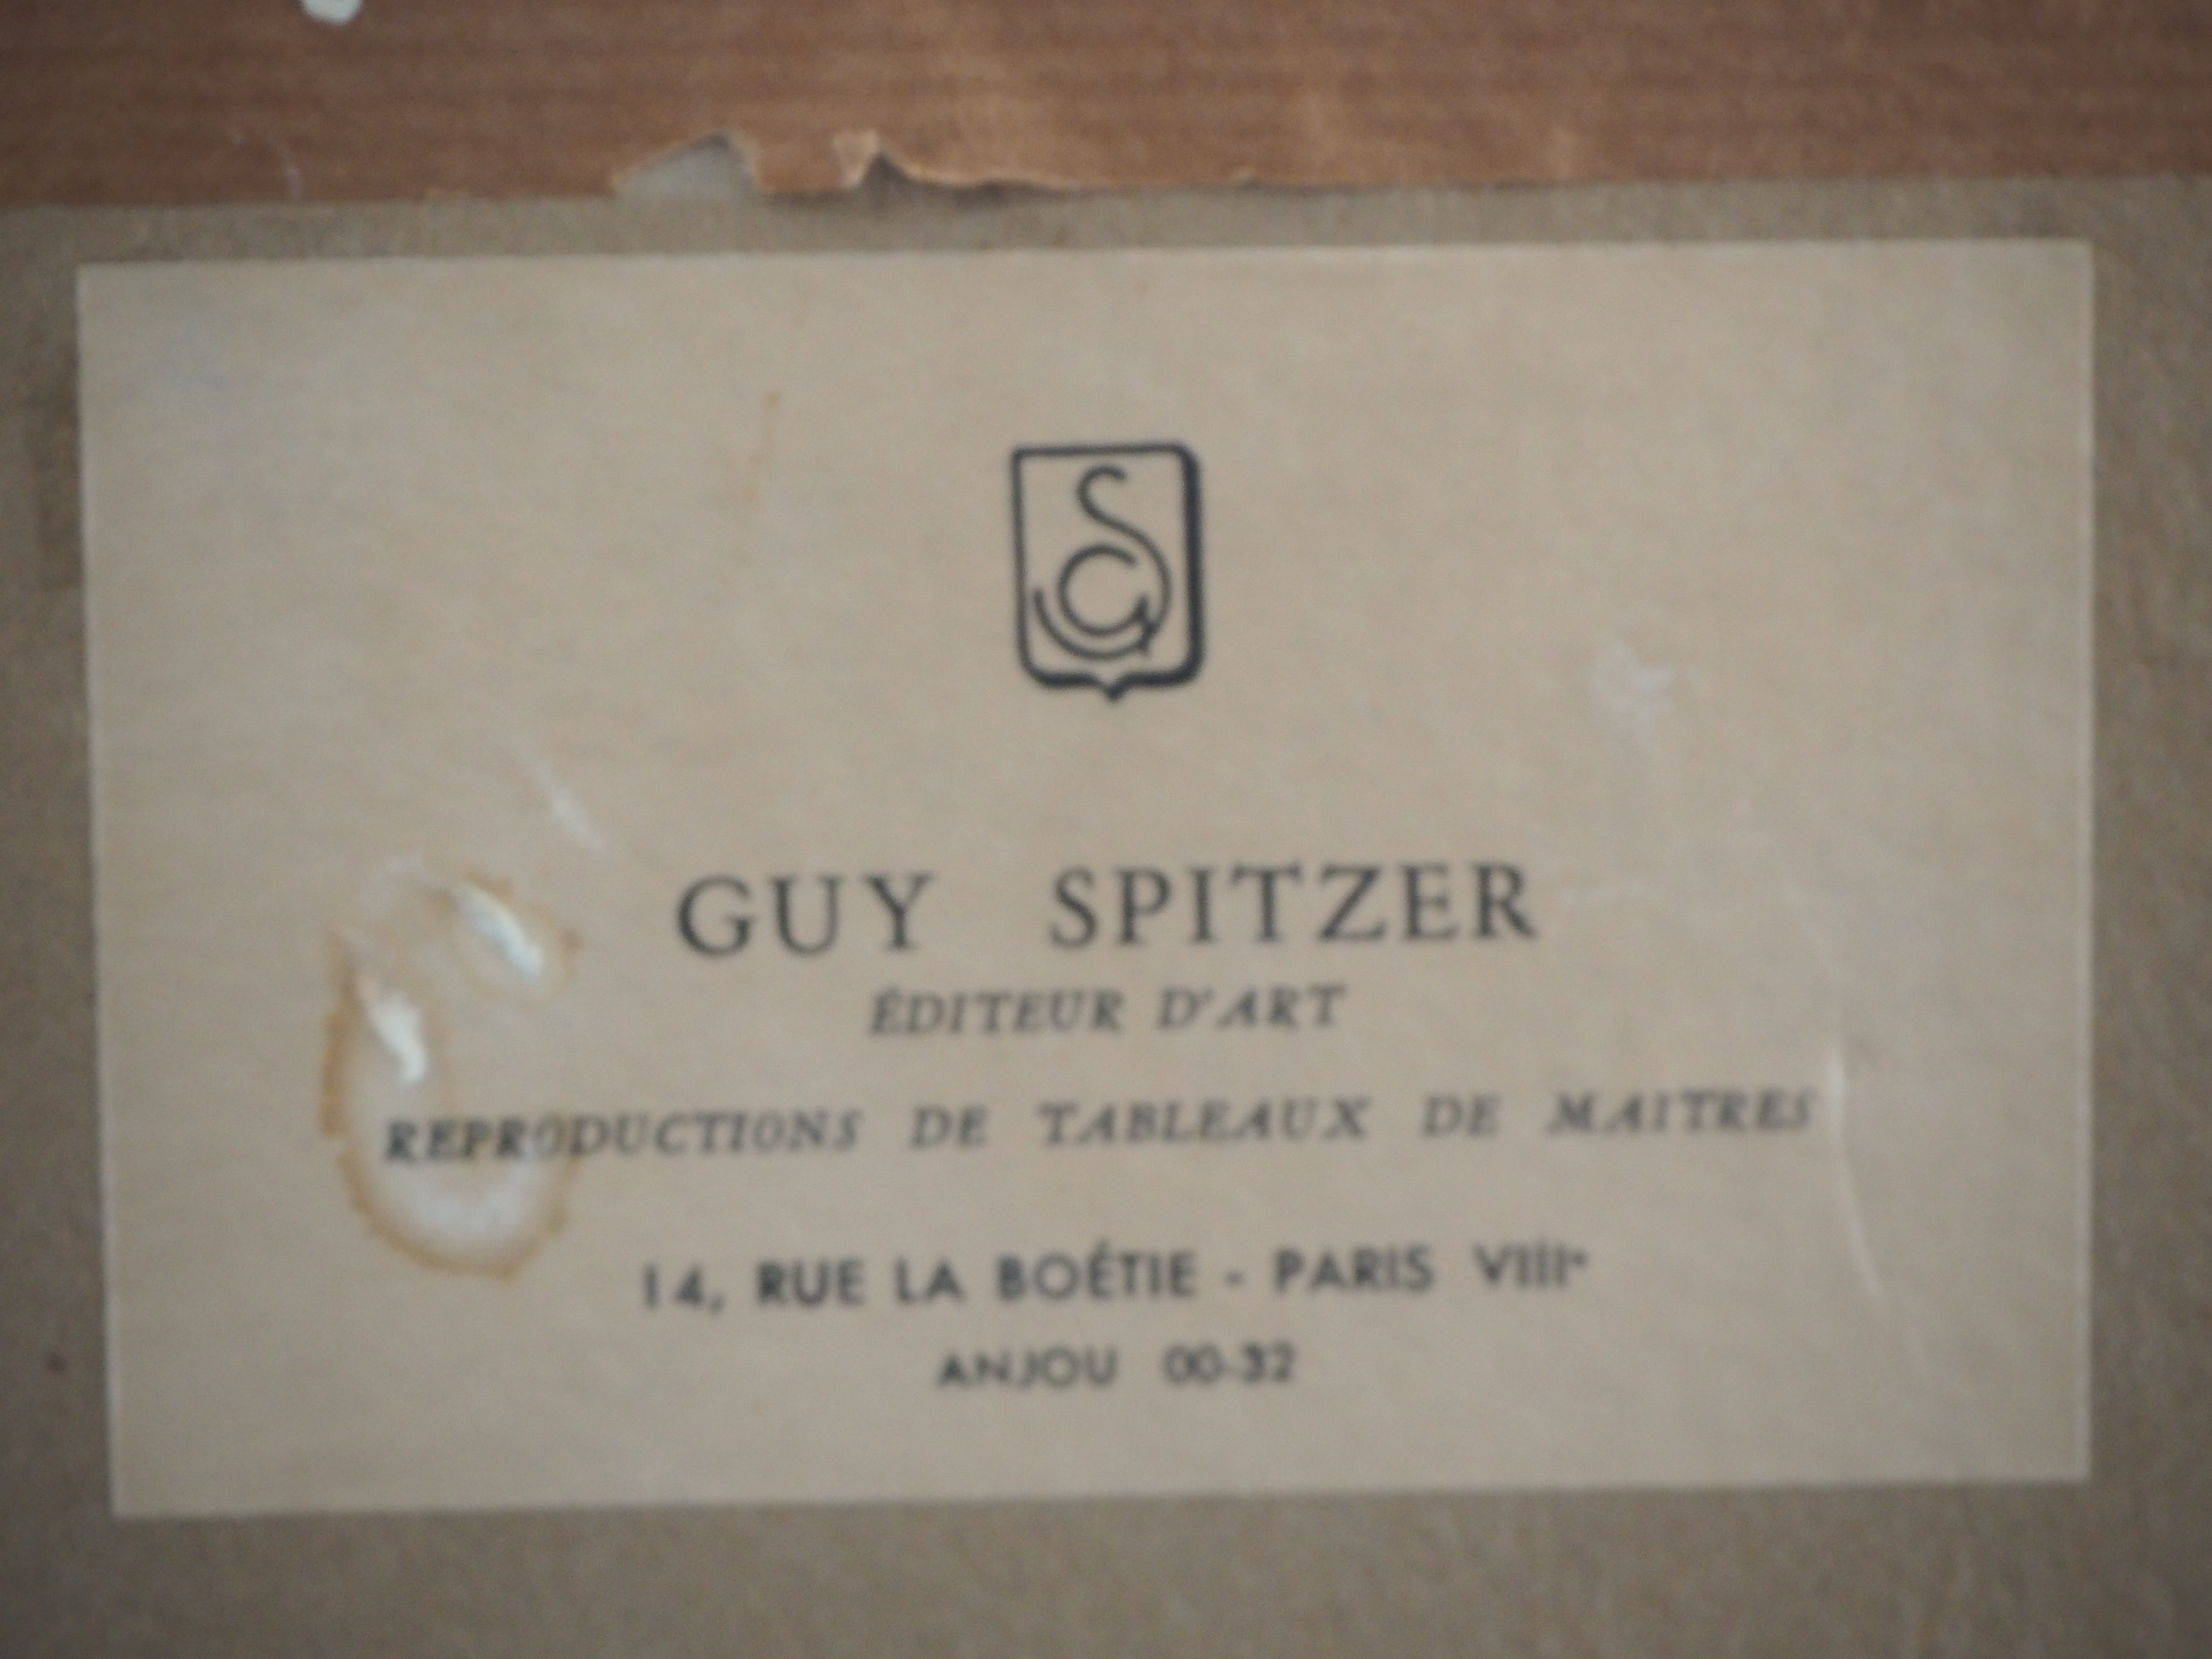 GUY SPITZER
ÉDITEUR D'ART
REPRODUCTIONS DE TABLEAUX DE MAITRES
14, RUE LA BOÉTIE - PARIS VIIIe
ANJOU 00-32